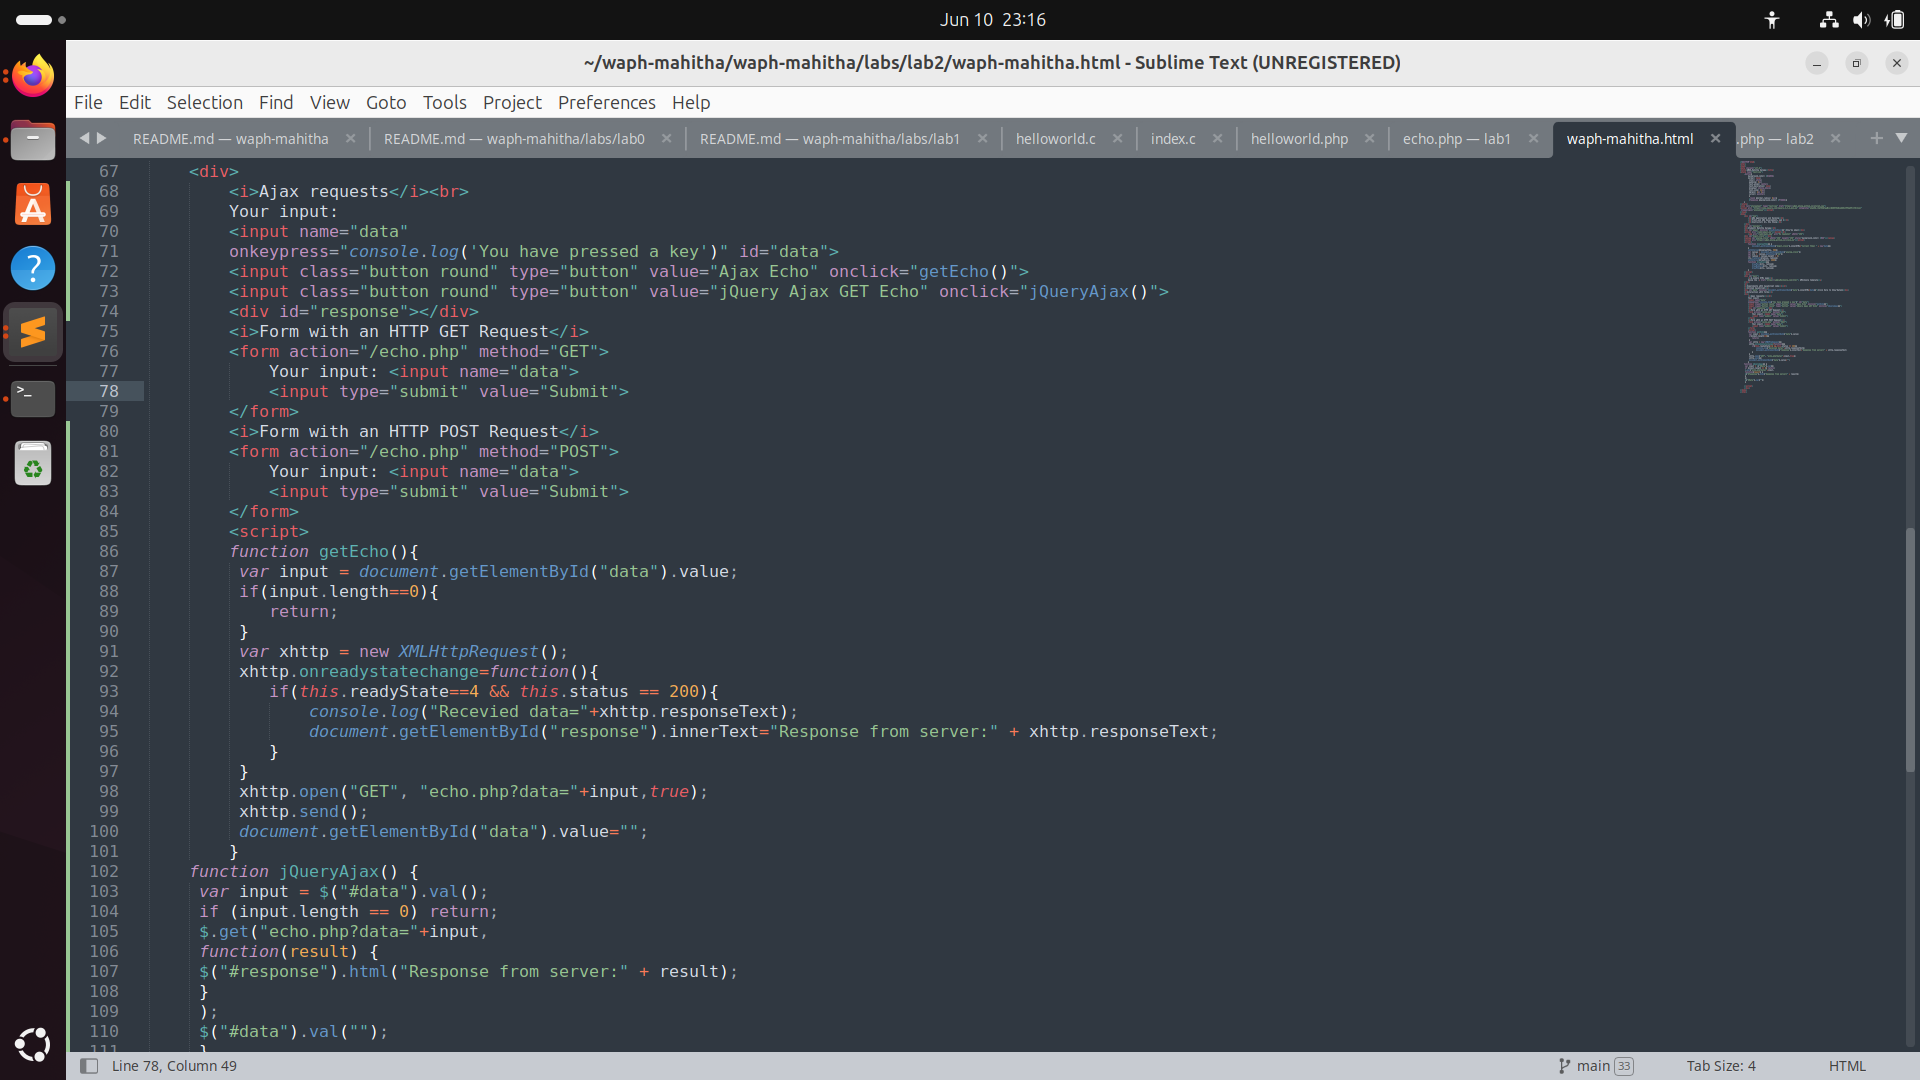 Jun 10 23:16
~/waph-mahitha/waph-mahitha/labs/lab2/waph-mahitha.html - Sublime Text (UNREGISTERED)
File Edit Selection Find View Goto Tools Project Preferences Help
README.md — waph-mahitha README.md — waph-mahitha/labs/lab0 README.md — waph-mahitha/labs/lab1 helloworld.c index.c helloworld.php echo.php — lab1 waph-mahitha.html .php — lab2
67 <div>
68 <i>Ajax requests</i><br>
69 Your input:
70 <input name="data"
71 onkeypress="console.log('You have pressed a key')" id="data">
72 <input class="button round" type="button" value="Ajax Echo" onclick="getEcho()">
73 <input class="button round" type="button" value="jQuery Ajax GET Echo" onclick="jQueryAjax()">
74 <div id="response"></div>
75 <i>Form with an HTTP GET Request</i>
76 <form action="/echo.php" method="GET">
77 Your input: <input name="data">
78 <input type="submit" value="Submit">
79 </form>
80 <i>Form with an HTTP POST Request</i>
81 <form action="/echo.php" method="POST">
82 Your input: <input name="data">
83 <input type="submit" value="Submit">
84 </form>
85 <script>
86 function getEcho(){
87 var input = document.getElementById("data").value;
88 if(input.length==0){
89 return;
90 }
91 var xhttp = new XMLHttpRequest();
92 xhttp.onreadystatechange=function(){
93 if(this.readyState==4 && this.status == 200){
94 console.log("Recevied data="+xhttp.responseText);
95 document.getElementById("response").innerText="Response from server:" + xhttp.responseText;
96 }
97 }
98 xhttp.open("GET", "echo.php?data="+input,true);
99 xhttp.send();
100 document.getElementById("data").value="";
101 }
102 function jQueryAjax() {
103 var input = $("#data").val();
104 if (input.length == 0) return;
105 $.get("echo.php?data="+input,
106 function(result) {
107 $("#response").html("Response from server:" + result);
108 }
109 );
110 $("#data").val("");
111 }
Line 78, Column 49 main 33 Tab Size: 4 HTML